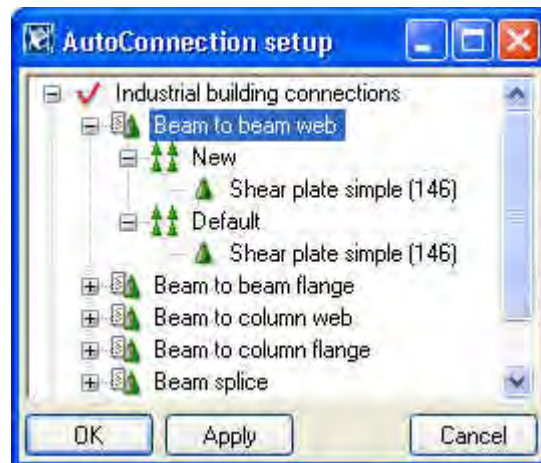 AutoConnection setup
Industrial building connections
Beam to beam web
New
Shear plate simple (146)
Default
Shear plate simple (146)
Beam to beam flange
Beam to column web
Beam to column flange
Beam splice
OK Apply Cancel